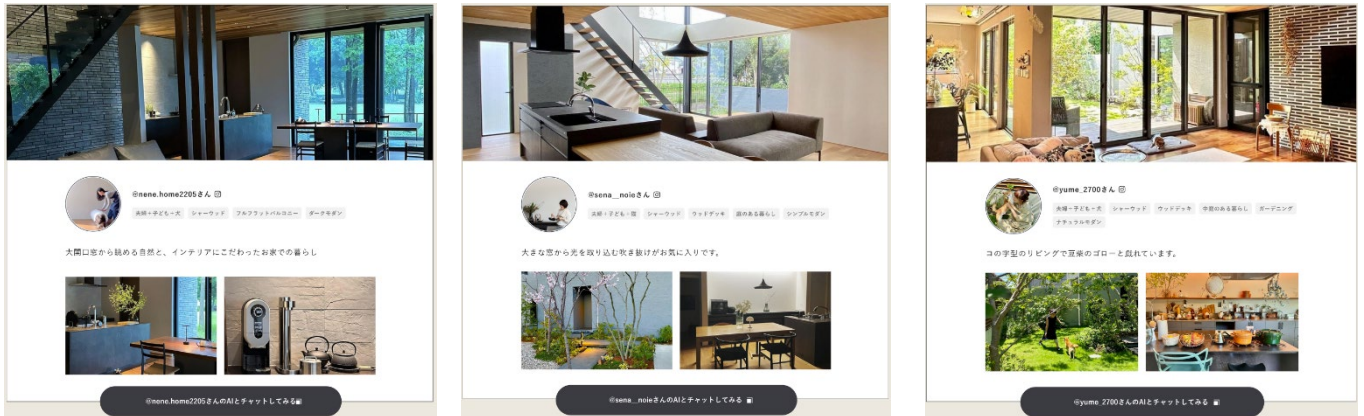 @nene.home2205さん
夫婦+子ども・犬 シャーウッド フルフラットバルコニー ダークモダン
大開口窓から眺める自然と、インテリアにこだわったお家での暮らし
@nene.home2205さんのAIとチャットしてみる
@sena__noieさん
夫婦+子ども・猫 シャーウッド ウッドデッキ 庭のある暮らし シンプルモダン
大きな窓から光を取り込む吹き抜けがお気に入りです。
@sena__noieさんのAIとチャットしてみる
@yume_2700さん
夫婦+子ども・犬 シャーウッド ウッドデッキ 中庭のある暮らし ガーデニング
ナチュラルモダン
コの字型のリビングで豆柴のゴローと戯れています。
@yume_2700さんのAIとチャットしてみる